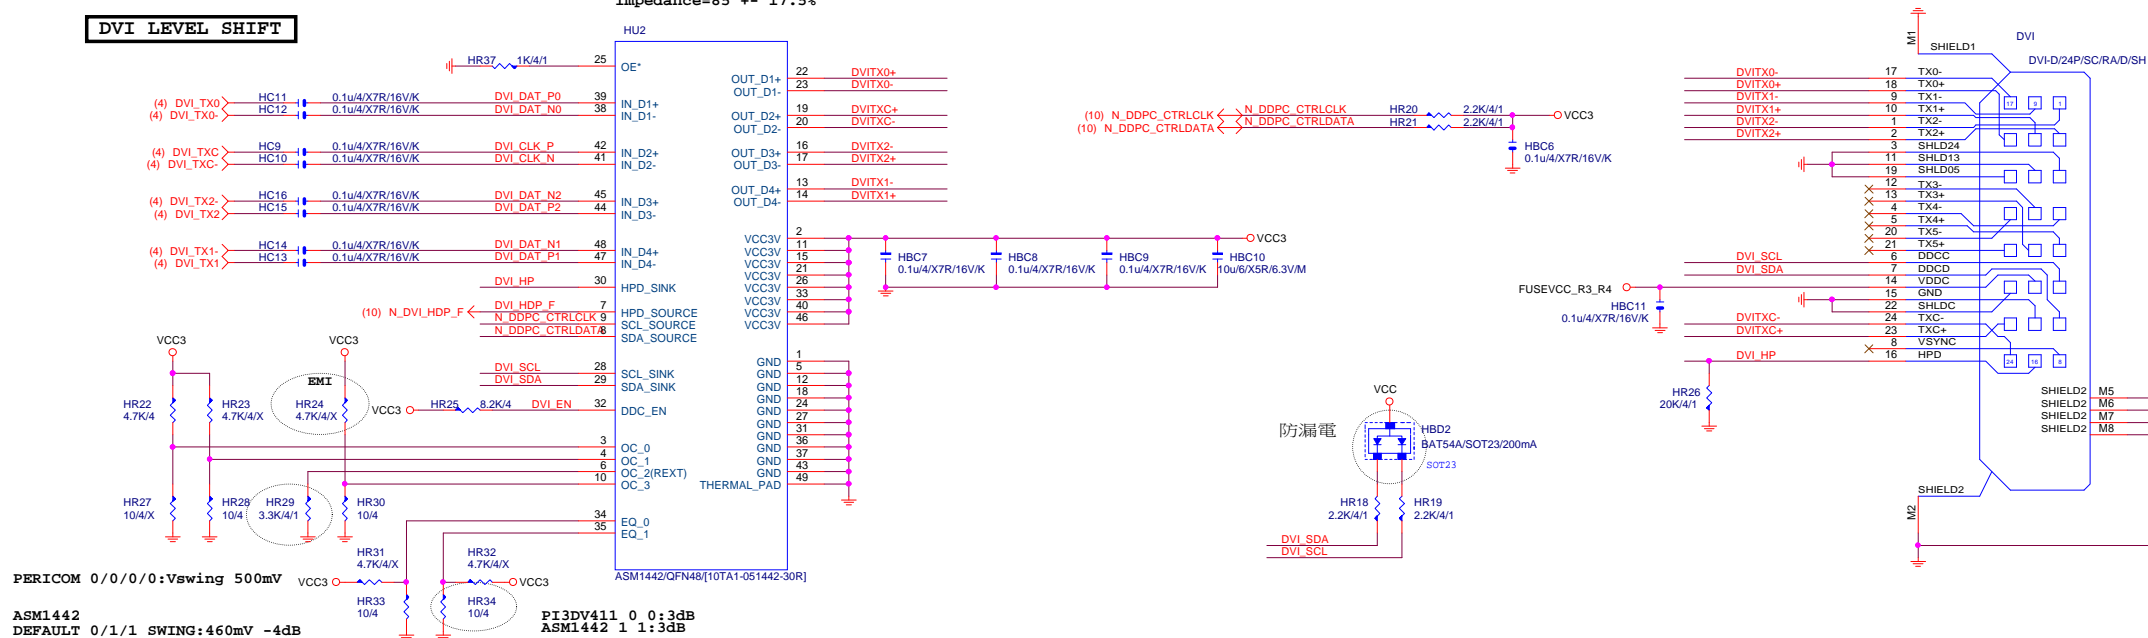 Impedance=85 +- 17.5%
DVI LEVEL SHIFT
HU2
HR37 1K/4/1 25 OE*
(4) DVI_TX0 HC11 0.1u/4/X7R/16V/K DVI_DAT_P0 39 IN_D1+
(4) DVI_TX0- HC12 0.1u/4/X7R/16V/K DVI_DAT_N0 38 IN_D1-
(4) DVI_TXC HC9 0.1u/4/X7R/16V/K DVI_CLK_P 42 IN_D2+
(4) DVI_TXC- HC10 0.1u/4/X7R/16V/K DVI_CLK_N 41 IN_D2-
(4) DVI_TX2- HC16 0.1u/4/X7R/16V/K DVI_DAT_N2 45 IN_D3+
(4) DVI_TX2 HC15 0.1u/4/X7R/16V/K DVI_DAT_P2 44 IN_D3-
(4) DVI_TX1- HC14 0.1u/4/X7R/16V/K DVI_DAT_N1 48 IN_D4+
(4) DVI_TX1 HC13 0.1u/4/X7R/16V/K DVI_DAT_P1 47 IN_D4-
DVI_HP 30 HPD_SINK
(10) N_DVI_HDP_F DVI_HDP_F 7 HPD_SOURCE
N_DDPC_CTRLCLK 9 SCL_SOURCE
N_DDPC_CTRLDATA 8 SDA_SOURCE
DVI_SCL 28 SCL_SINK
DVI_SDA 29 SDA_SINK
VCC3 HR25 8.2K/4 DVI_EN 32 DDC_EN
VCC3
VCC3
EMI
HR22
4.7K/4
HR23
4.7K/4/X
HR24
4.7K/4/X
3 OC_0
4 OC_1
6 OC_2(REXT)
10 OC_3
HR27
10/4/X
HR28
10/4
HR29
3.3K/4/1
HR30
10/4
34 EQ_0
35 EQ_1
HR31
4.7K/4/X
VCC3
HR32
4.7K/4/X
VCC3
HR33
10/4
HR34
10/4
PERICOM 0/0/0/0:Vswing 500mV
ASM1442
DEFAULT 0/1/1 SWING:460mV -4dB
PI3DV411 0 0:3dB
ASM1442 1 1:3dB
ASM1442/QFN48/[10TA1-051442-30R]
OUT_D1+ 22 DVITX0+
OUT_D1- 23 DVITX0-
OUT_D2+ 19 DVITXC+
OUT_D2- 20 DVITXC-
OUT_D3+ 16 DVITX2-
OUT_D3- 17 DVITX2+
OUT_D4+ 13 DVITX1-
OUT_D4- 14 DVITX1+
VCC3V 2
VCC3V 11
VCC3V 15
VCC3V 21
VCC3V 26
VCC3V 33
VCC3V 40
VCC3V 46
VCC3
HBC7
0.1u/4/X7R/16V/K
HBC8
0.1u/4/X7R/16V/K
HBC9
0.1u/4/X7R/16V/K
HBC10
10u/6/X5R/6.3V/M
GND 1
GND 5
GND 12
GND 18
GND 24
GND 27
GND 31
GND 36
GND 37
GND 43
THERMAL_PAD 49
(10) N_DDPC_CTRLCLK N_DDPC_CTRLCLK HR20 2.2K/4/1 VCC3
(10) N_DDPC_CTRLDATA N_DDPC_CTRLDATA HR21 2.2K/4/1
HBC6
0.1u/4/X7R/16V/K
VCC
防漏電
HBD2
BAT54A/SOT23/200mA
SOT23
HR18
2.2K/4/1
HR19
2.2K/4/1
DVI_SDA
DVI_SCL
M1
SHIELD1
DVI
DVI-D/24P/SC/RA/D/SH
DVITX0- 17 TX0-
DVITX0+ 18 TX0+
DVITX1- 9 TX1-
DVITX1+ 10 TX1+
DVITX2- 1 TX2-
DVITX2+ 2 TX2+
3 SHLD24
11 SHLD13
19 SHLD05
12 TX3-
13 TX3+
4 TX4-
5 TX4+
20 TX5-
21 TX5+
DVI_SCL 6 DDCC
DVI_SDA 7 DDCD
FUSEVCC_R3_R4 14 VDDC
15 GND
22 SHLDC
DVITXC- 24 TXC-
DVITXC+ 23 TXC+
8 VSYNC
DVI_HP 16 HPD
HBC11
0.1u/4/X7R/16V/K
HR26
20K/4/1
17 9 1
24 16 8
SHIELD2 M5
SHIELD2 M6
SHIELD2 M7
SHIELD2 M8
SHIELD2
M2